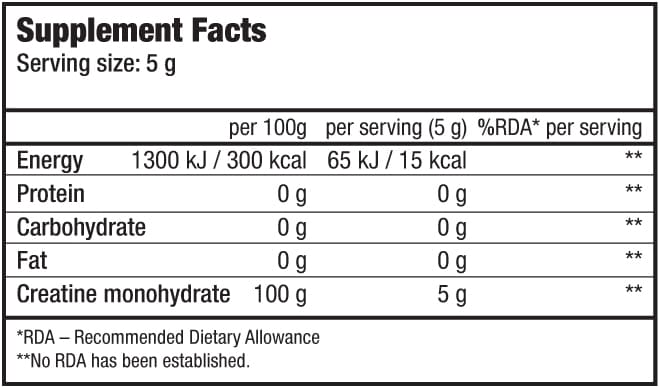 Supplement Facts
Serving size: 5 g
per 100g per serving (5 g) %RDA* per serving
Energy 1300 kJ / 300 kcal 65 kJ / 15 kcal **
Protein 0 g 0 g **
Carbohydrate 0 g 0 g **
Fat 0 g 0 g **
Creatine monohydrate 100 g 5 g **
*RDA – Recommended Dietary Allowance
**No RDA has been established.